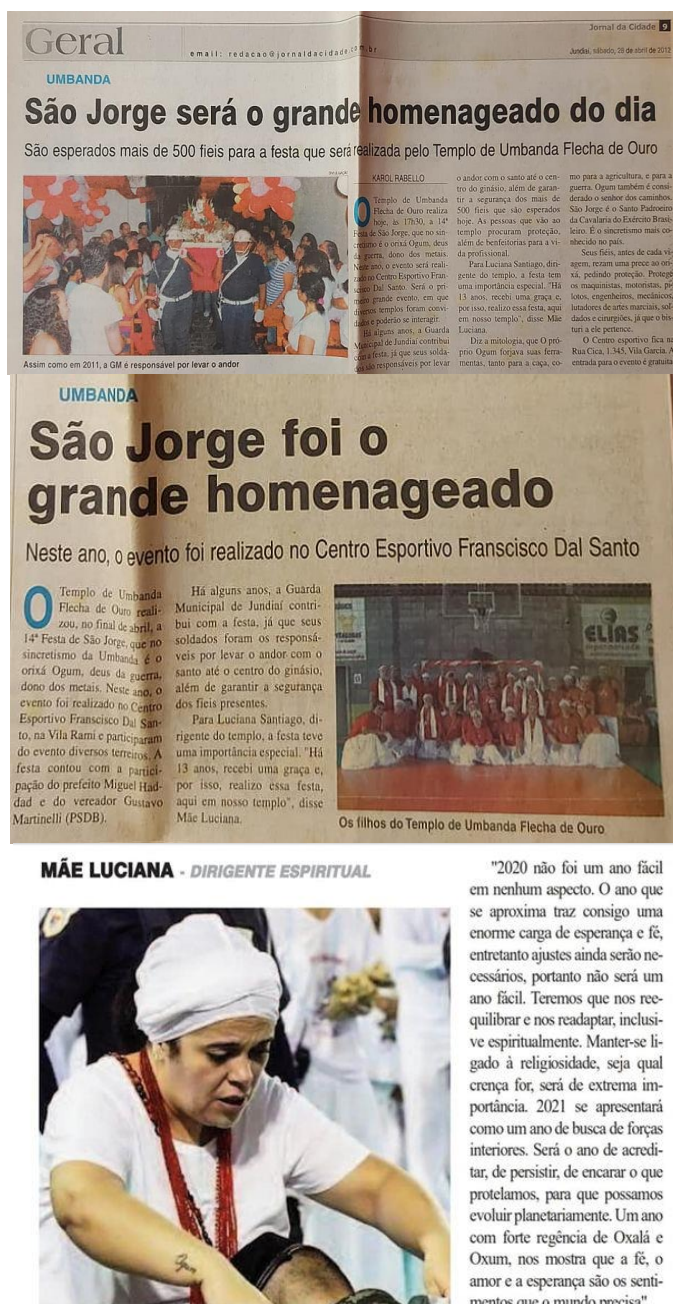 Geral
email: redacao@jornaldacidade.com.br
Jornal da Cidade 9
Jundiaí, sábado, 28 de abril de 2012
UMBANDA
São Jorge será o grande homenageado do dia
São esperados mais de 500 fieis para a festa que será realizada pelo Templo de Umbanda Flecha de Ouro
DIVULGAÇÃO
Assim como em 2011, a GM é responsável por levar o andor
KAROL RABELLO
O Templo de Umbanda
Flecha de Ouro realiza
hoje, às 17h30, a 14ª
Festa de São Jorge, que no sin-
cretismo é o orixá Ogum, deus
da guerra, dono dos metais.
Neste ano, o evento será reali-
zado no Centro Esportivo Fran-
cisco Dal Santo. Será o pri-
meiro grande evento, em que
diversos templos foram convi-
dados e poderão se interagir.
Há alguns anos, a Guarda
Municipal de Jundiaí contribui
com a festa, já que seus solda-
dos são responsáveis por levar
o andor com o santo até o cen-
tro do ginásio, além de garan-
tir a segurança dos mais de
500 fieis que são esperados
hoje. As pessoas que vão ao
templo procuram proteção,
além de benfeitorias para a vi-
da profissional.
Para Luciana Santiago, diri-
gente do templo, a festa tem
uma importância especial. "Há
13 anos, recebi uma graça e,
por isso, realizo essa festa, aqui
em nosso templo", disse Mãe
Luciana.
Diz a mitologia, que O pró-
prio Ogum forjava suas ferra-
mentas, tanto para a caça, co-
mo para a agricultura, e para a
guerra. Ogum também é consi-
derado o senhor dos caminhos.
São Jorge é o Santo Padroeiro
da Cavalaria do Exército Brasi-
leiro. É o sincretismo mais co-
nhecido no país.
Seus fiéis, antes de cada vi-
agem, rezam uma prece ao ori-
xá, pedindo proteção. Protege
os maquinistas, motoristas, pi-
lotos, engenheiros, mecânicos,
lutadores de artes marciais, sol-
dados e cirurgiões, já que o bis-
turi a ele pertence.
O Centro esportivo fica na
Rua Cica, 1.345, Vila Garcia. A
entrada para o evento é gratuita
UMBANDA
São Jorge foi o
grande homenageado
Neste ano, o evento foi realizado no Centro Esportivo Franscisco Dal Santo
O Templo de Umbanda
Flecha de Ouro reali-
zou, no final de abril, a
14ª Festa de São Jorge, que no
sincretismo da Umbanda é o
orixá Ogum, deus da guerra,
dono dos metais. Neste ano, o
evento foi realizado no Centro
Esportivo Franscisco Dal San-
to, na Vila Rami e participaram
do evento diversos terreiros. A
festa contou com a partici-
pação do prefeito Miguel Had-
dad e do vereador Gustavo
Martinelli (PSDB).
Há alguns anos, a Guarda
Municipal de Jundiaí contri-
bui com a festa, já que seus
soldados foram os responsá-
veis por levar o andor com o
santo até o centro do ginásio,
além de garantir a segurança
dos fieis presentes.
Para Luciana Santiago, di-
rigente do templo, a festa teve
uma importância especial. "Há
13 anos, recebi uma graça e,
por isso, realizo essa festa,
aqui em nosso templo", disse
Mãe Luciana.
ELIAS
Os filhos do Templo de Umbanda Flecha de Ouro
MÃE LUCIANA - DIRIGENTE ESPIRITUAL
"2020 não foi um ano fácil
em nenhum aspecto. O ano que
se aproxima traz consigo uma
enorme carga de esperança e fé,
entretanto ajustes ainda serão ne-
cessários, portanto não será um
ano fácil. Teremos que nos ree-
quilibrar e nos readaptar, inclusi-
ve espiritualmente. Manter-se li-
gado à religiosidade, seja qual
crença for, será de extrema im-
portância. 2021 se apresentará
como um ano de busca de forças
interiores. Será o ano de acredi-
tar, de persistir, de encarar o que
protelamos, para que possamos
evoluir planetariamente. Um ano
com forte regência de Oxalá e
Oxum, nos mostra que a fé, o
amor e a esperança são os senti-
mentos que o mundo precisa"